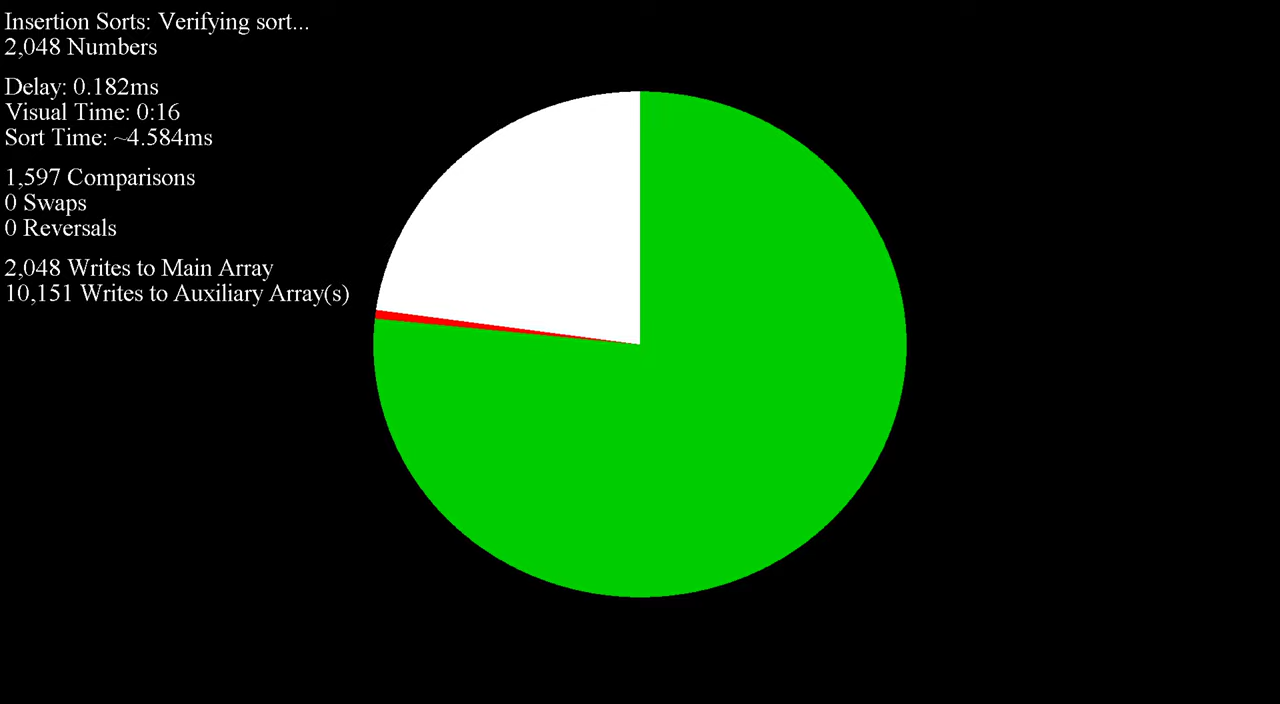 Insertion Sorts: Verifying sort...
2,048 Numbers
Delay: 0.182ms
Visual Time: 0:16
Sort Time: ~4.584ms
1,597 Comparisons
0 Swaps
0 Reversals
2,048 Writes to Main Array
10,151 Writes to Auxiliary Array(s)